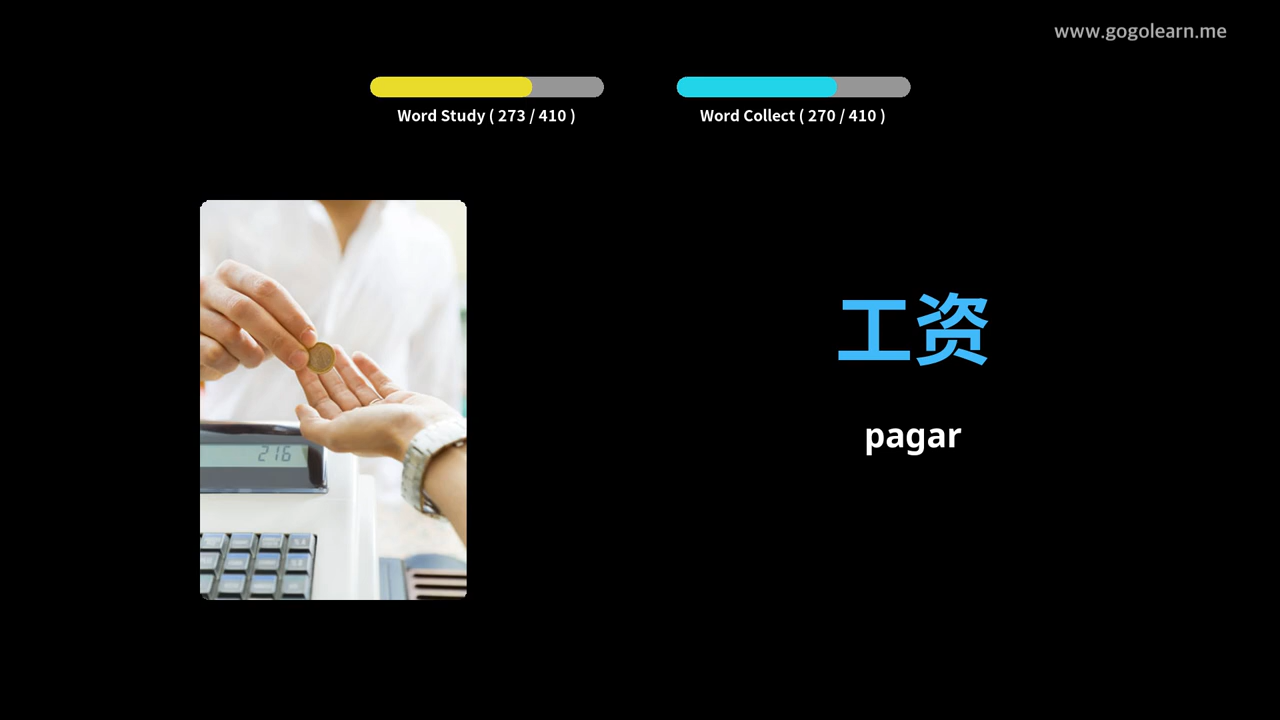 www.gogolearn.me
Word Study ( 273 / 410 )
Word Collect ( 270 / 410 )
工资
pagar
216